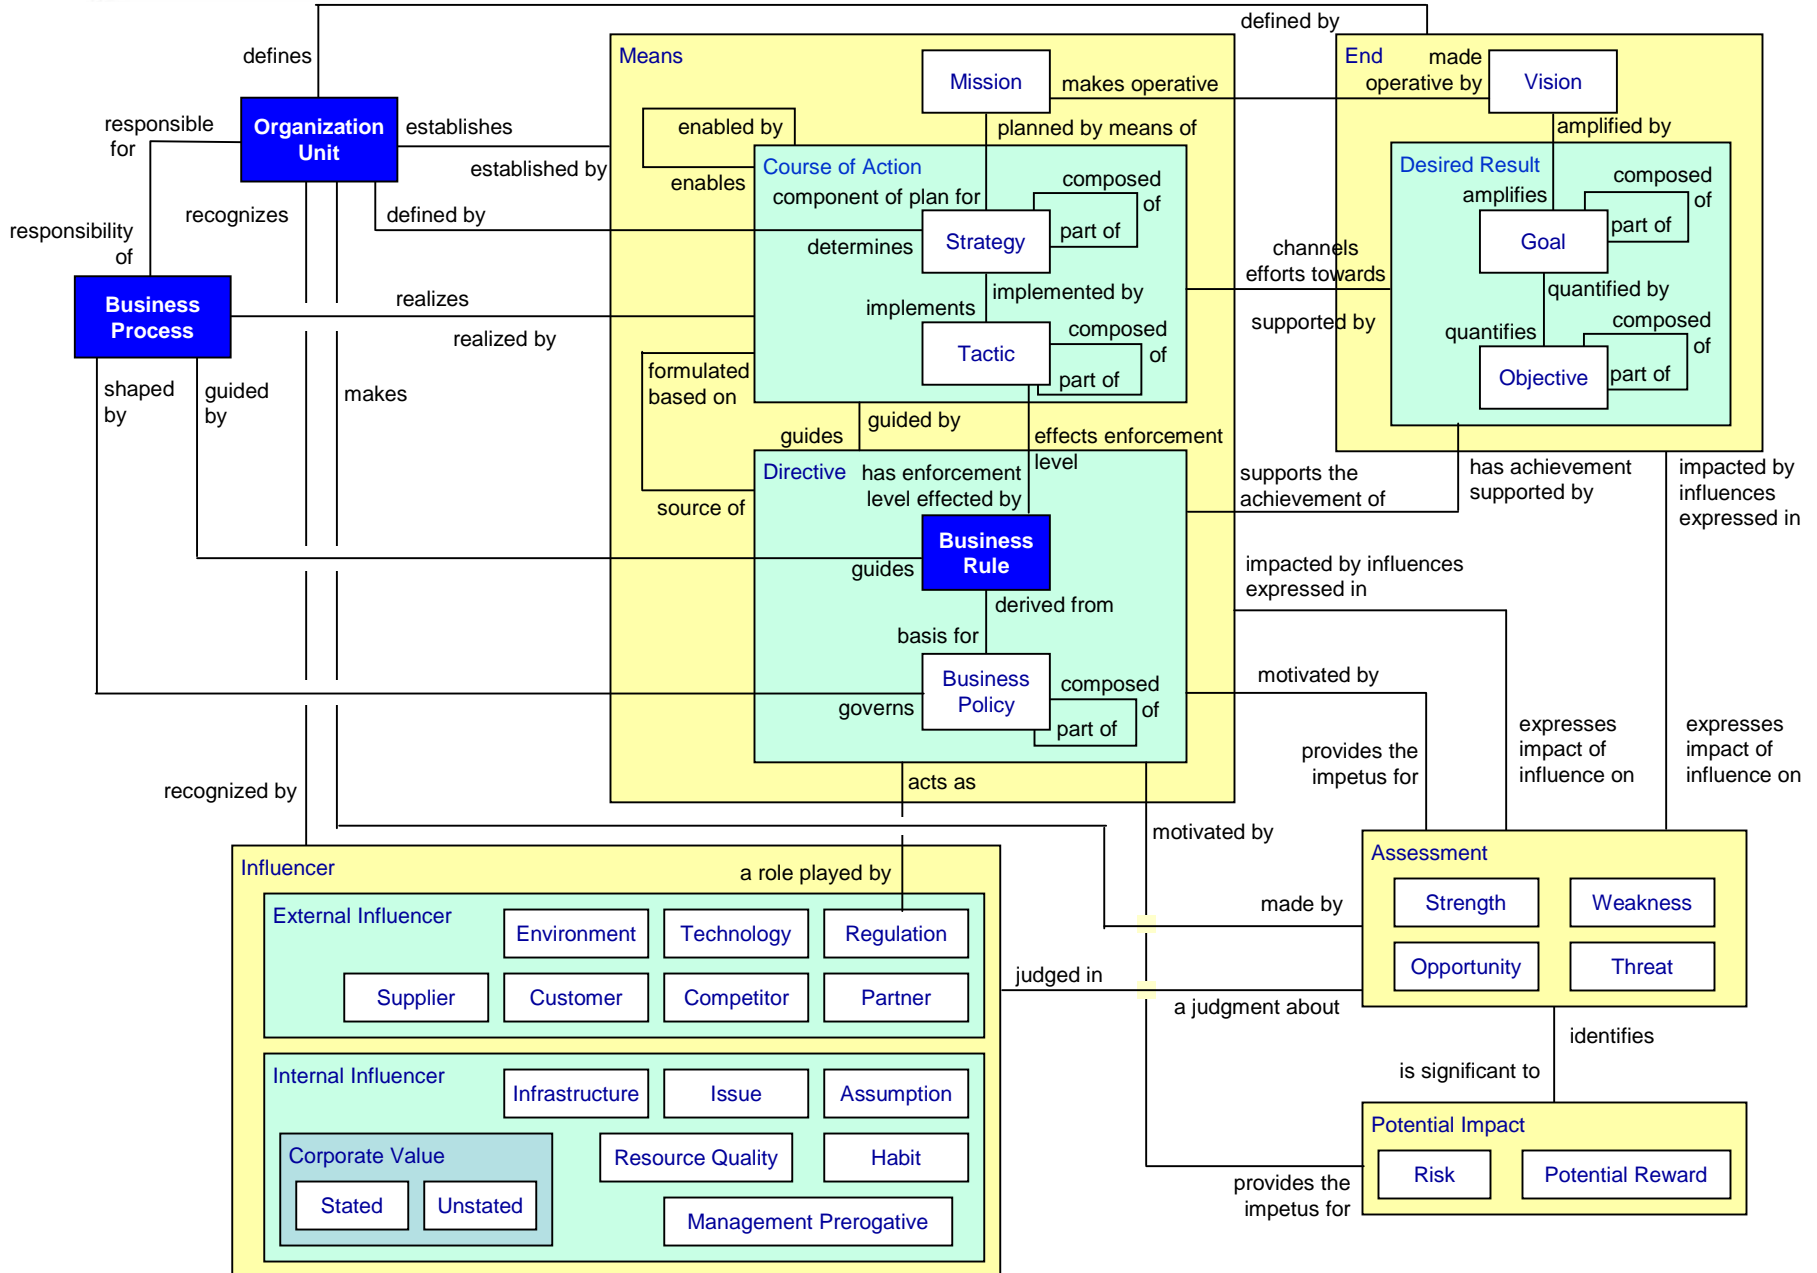 defined by
defines
Means
Mission
makes operative
End
made
operative by
Vision
responsible
for
Organization
Unit
establishes
established by
enabled by
enables
planned by means of
amplified by
Course of Action
component of plan for
composed
of
part of
Desired Result
amplifies
composed
of
part of
recognizes
defined by
determines
Strategy
Goal
responsibility
of
channels
efforts towards
supported by
Business
Process
realizes
realized by
implements
implemented by
quantified by
quantifies
Tactic
composed
of
part of
Objective
composed
of
part of
shaped
by
guided
by
makes
formulated
based on
source of
guides
guided by
effects enforcement
level
Directive
has enforcement
level effected by
supports the
achievement of
has achievement
supported by
impacted by
influences
expressed in
Business
Rule
guides
impacted by influences
expressed in
derived from
basis for
Business
Policy
governs
composed
of
part of
motivated by
provides the
impetus for
expresses
impact of
influence on
expresses
impact of
influence on
acts as
recognized by
motivated by
Influencer
a role played by
Assessment
External Influencer
Environment
Technology
Regulation
made by
Strength
Weakness
Supplier
Customer
Competitor
Partner
judged in
a judgment about
Opportunity
Threat
identifies
is significant to
Internal Influencer
Infrastructure
Issue
Assumption
Potential Impact
Corporate Value
Resource Quality
Habit
Risk
Potential Reward
Stated
Unstated
Management Prerogative
provides the
impetus for